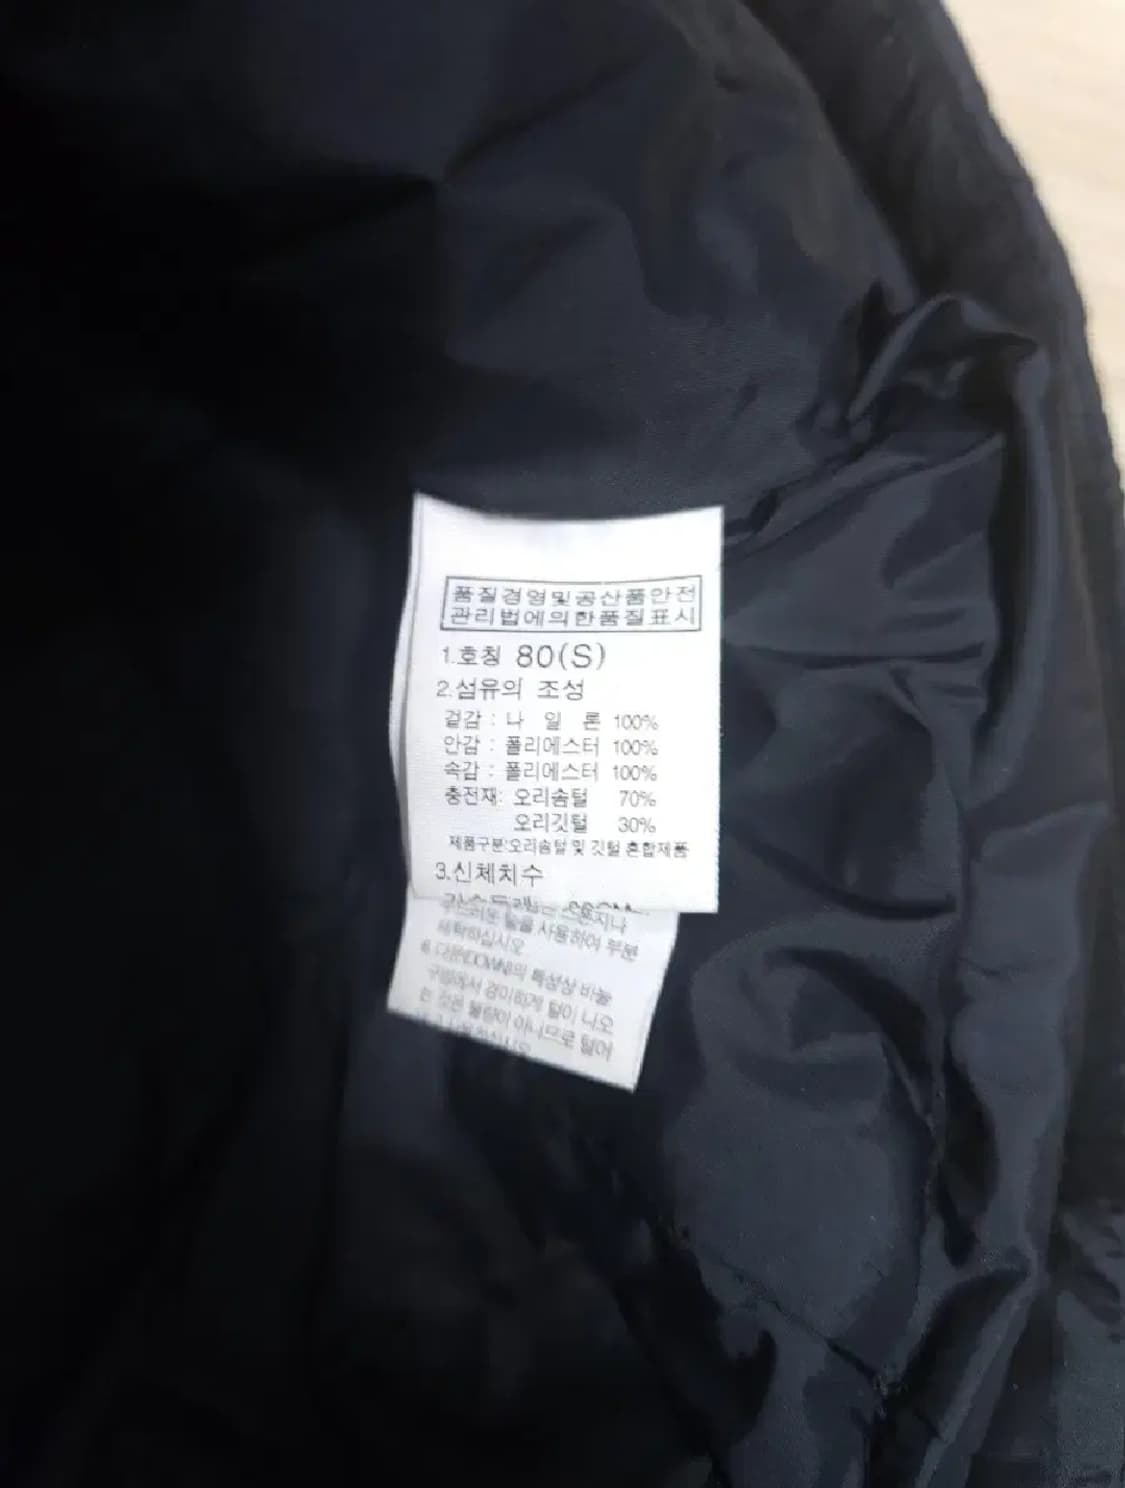 품질경영및공산품안전
관리법에의한품질표시
1.호칭 80(S)
2.섬유의 조성
겉감 : 나 일 론 100%
안감 : 폴리에스터 100%
속감 : 폴리에스터 100%
충전재: 오리솜털 70%
오리깃털 30%
제품구분:오리솜털 및 깃털 혼합제품
3.신체치수
털을 사용하여 부분
세탁하십시오
6.다운(DOWN)의 특성상 바늘
구멍에서 경미하게 털이 나오
는 것은 불량이 아니므로 털어